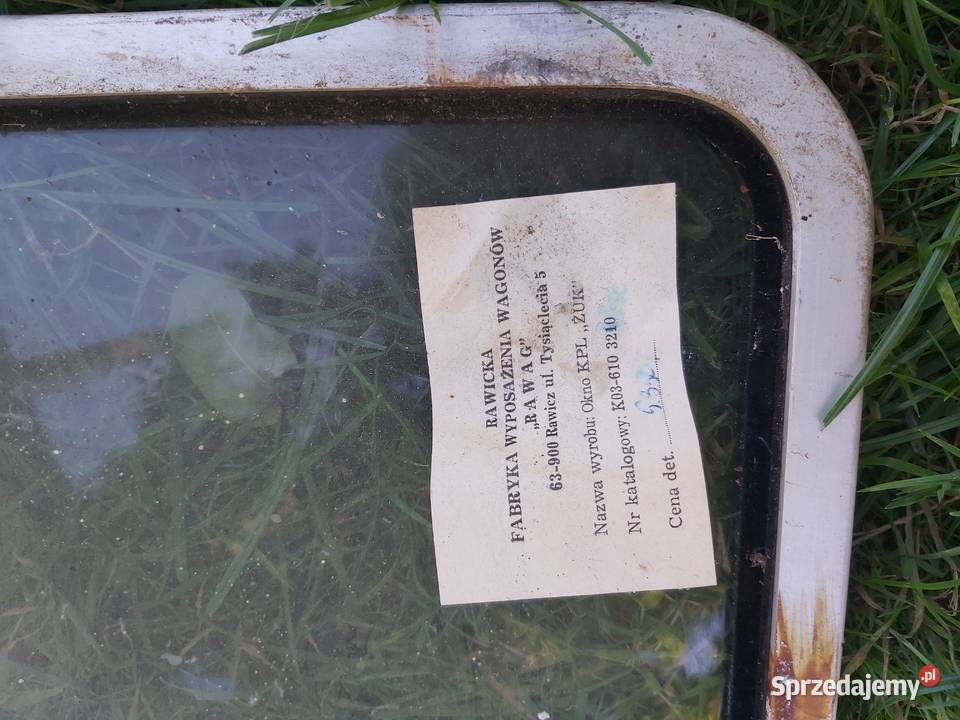 RAWICKA
FABRYKA WYPOSAŻENIA WAGONÓW
„RAWAG”
63-900 Rawicz ul. Tysiąclecia 5
Nazwa wyrobu: Okno KPL „ŻUK”
Nr katalogowy: K03-610 3210
Cena det.
Sprzedajemy.pl